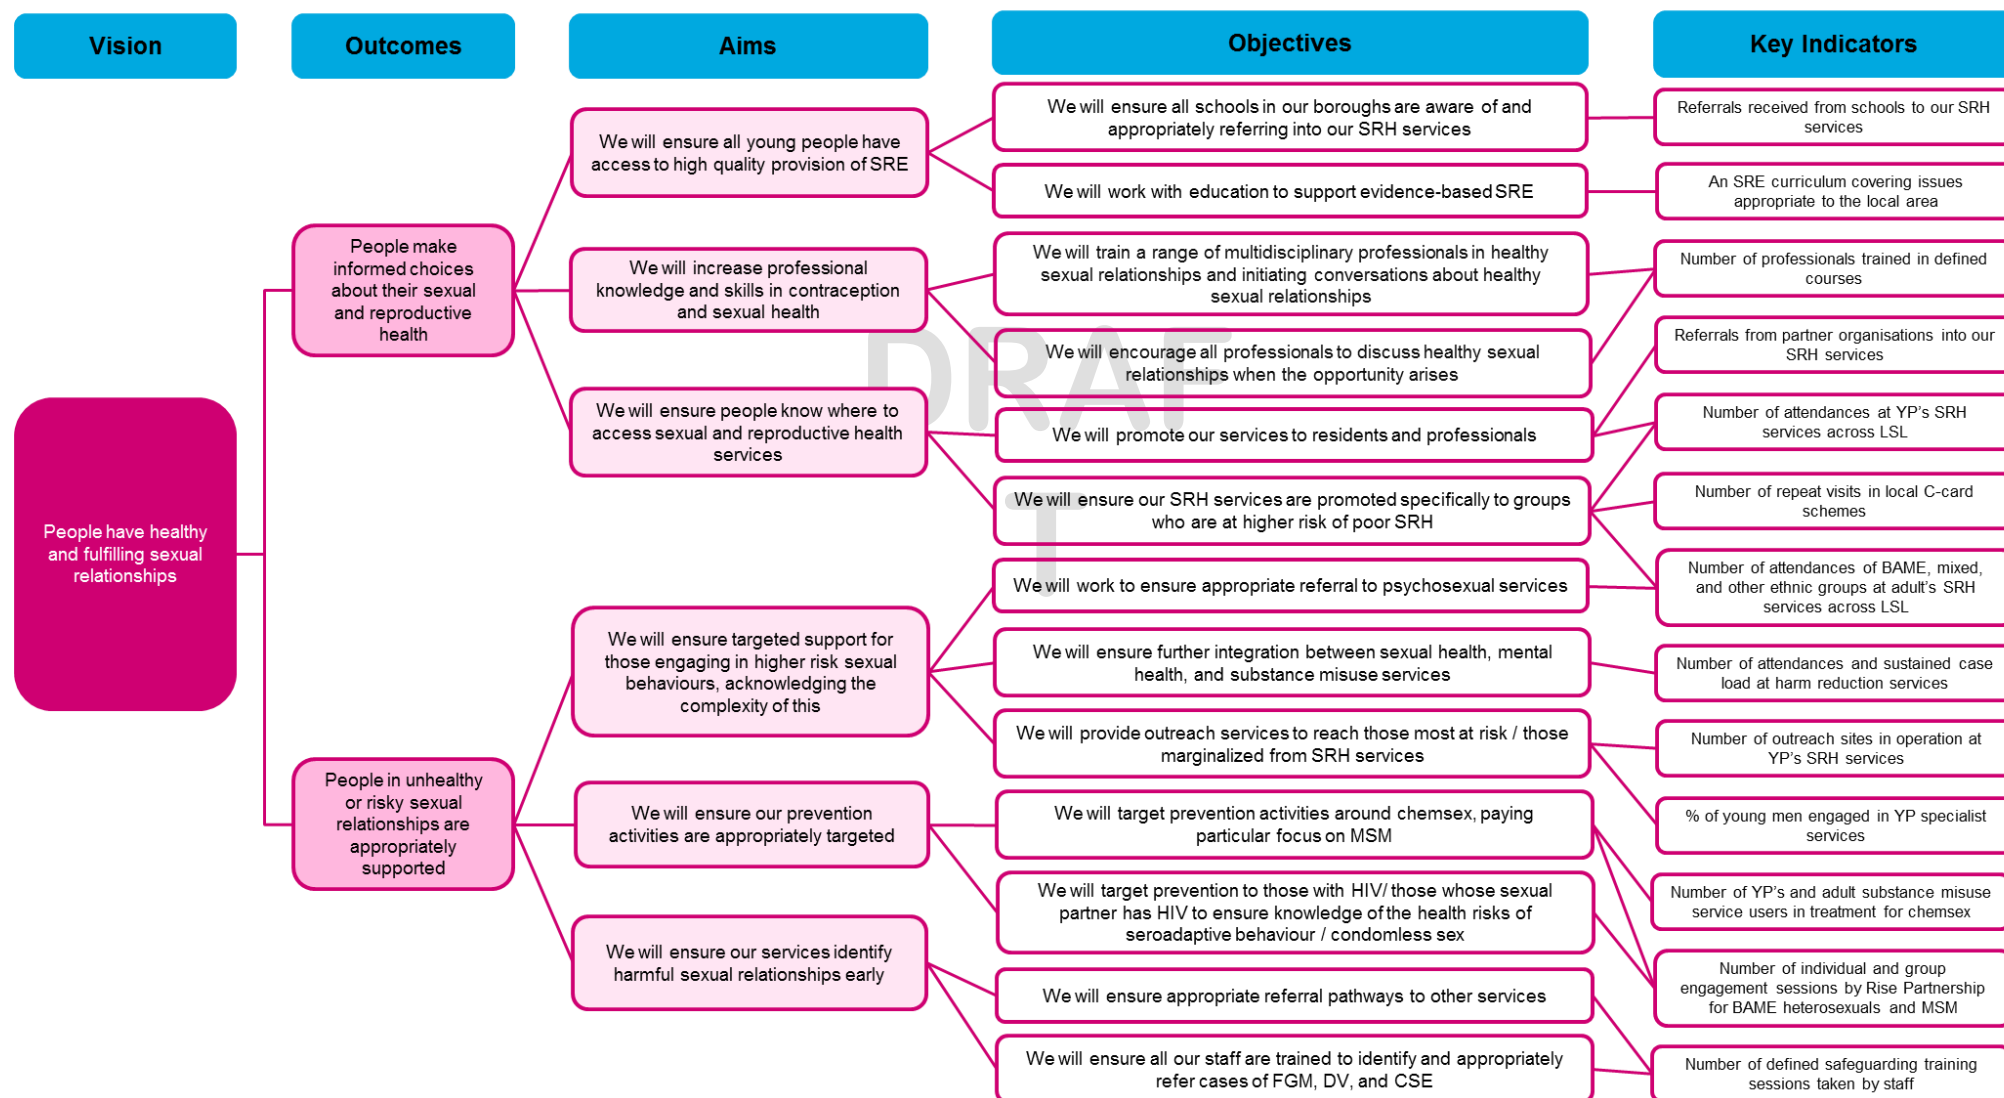 Vision
Outcomes
Aims
Objectives
Key Indicators
People have healthy
and fulfilling sexual
relationships
People make
informed choices
about their sexual
and reproductive
health
People in unhealthy
or risky sexual
relationships are
appropriately
supported
We will ensure all young people have
access to high quality provision of SRE
We will increase professional
knowledge and skills in contraception
and sexual health
We will ensure people know where to
access sexual and reproductive health
services
We will ensure targeted support for
those engaging in higher risk sexual
behaviours, acknowledging the
complexity of this
We will ensure our prevention
activities are appropriately targeted
We will ensure our services identify
harmful sexual relationships early
We will ensure all schools in our boroughs are aware of and
appropriately referring into our SRH services
We will work with education to support evidence-based SRE
We will train a range of multidisciplinary professionals in healthy
sexual relationships and initiating conversations about healthy
sexual relationships
We will encourage all professionals to discuss healthy sexual
relationships when the opportunity arises
We will promote our services to residents and professionals
We will ensure our SRH services are promoted specifically to groups
who are at higher risk of poor SRH
We will work to ensure appropriate referral to psychosexual services
We will ensure further integration between sexual health, mental
health, and substance misuse services
We will provide outreach services to reach those most at risk / those
marginalized from SRH services
We will target prevention activities around chemsex, paying
particular focus on MSM
We will target prevention to those with HIV/ those whose sexual
partner has HIV to ensure knowledge of the health risks of
seroadaptive behaviour / condomless sex
We will ensure appropriate referral pathways to other services
We will ensure all our staff are trained to identify and appropriately
refer cases of FGM, DV, and CSE
Referrals received from schools to our SRH
services
An SRE curriculum covering issues
appropriate to the local area
Number of professionals trained in defined
courses
Referrals from partner organisations into our
SRH services
Number of attendances at YP's SRH
services across LSL
Number of repeat visits in local C-card
schemes
Number of attendances of BAME, mixed,
and other ethnic groups at adult's SRH
services across LSL
Number of attendances and sustained case
load at harm reduction services
Number of outreach sites in operation at
YP's SRH services
% of young men engaged in YP specialist
services
Number of YP's and adult substance misuse
service users in treatment for chemsex
Number of individual and group
engagement sessions by Rise Partnership
for BAME heterosexuals and MSM
Number of defined safeguarding training
sessions taken by staff
DRAF
T